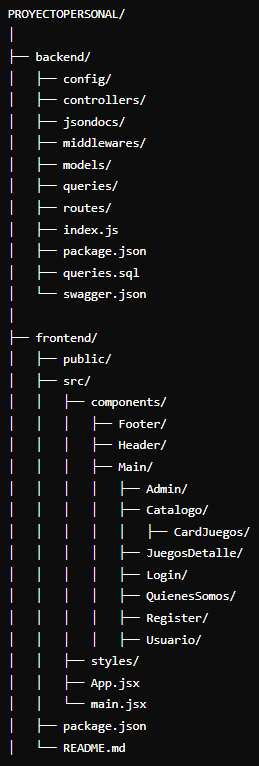 PROYECTOPERSONAL/
│
├── backend/
│   ├── config/
│   ├── controllers/
│   ├── jsondocs/
│   ├── middlewares/
│   ├── models/
│   ├── queries/
│   ├── routes/
│   ├── index.js
│   ├── package.json
│   ├── queries.sql
│   └── swagger.json
│
├── frontend/
│   ├── public/
│   ├── src/
│   │   ├── components/
│   │   │   ├── Footer/
│   │   │   ├── Header/
│   │   │   ├── Main/
│   │   │   │   ├── Admin/
│   │   │   │   ├── Catalogo/
│   │   │   │   │   ├── CardJuegos/
│   │   │   │   ├── JuegosDetalle/
│   │   │   │   ├── Login/
│   │   │   │   ├── QuienesSomos/
│   │   │   │   ├── Register/
│   │   │   │   ├── Usuario/
│   │   ├── styles/
│   │   ├── App.jsx
│   │   └── main.jsx
│   ├── package.json
│   └── README.md